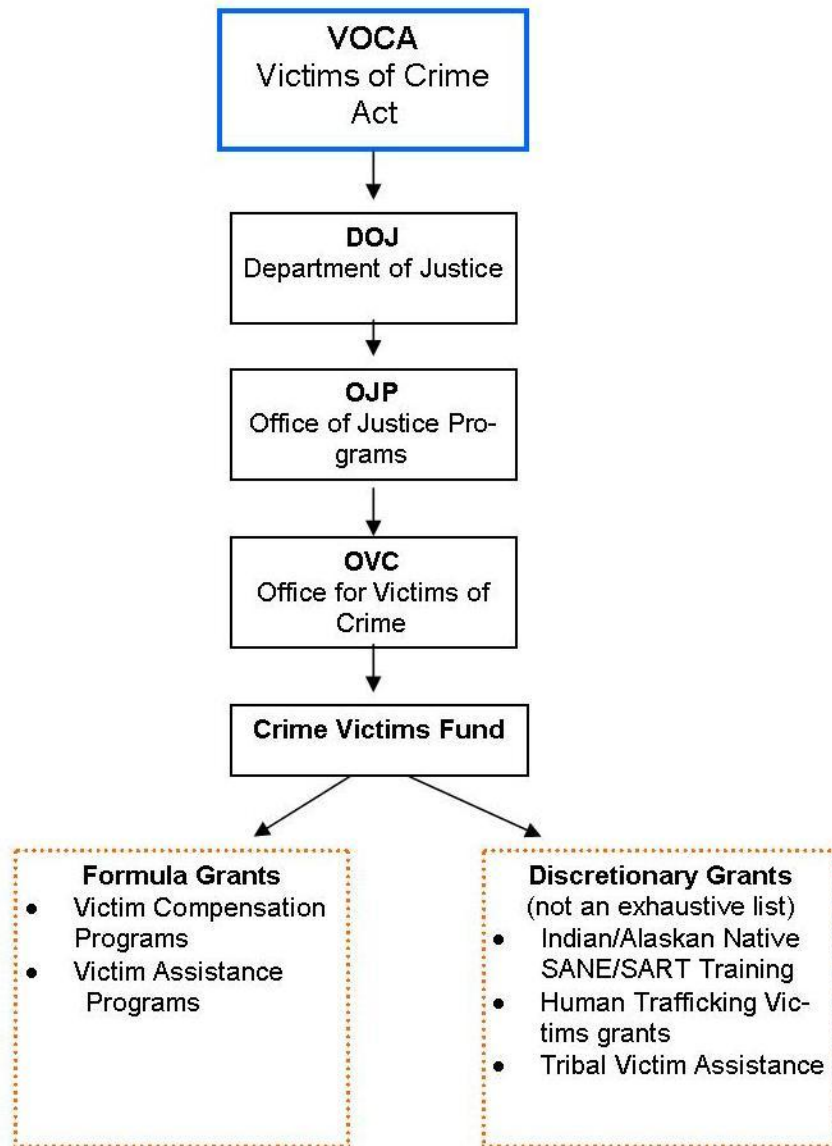 VOCA
Victims of Crime
Act
DOJ
Department of Justice
OJP
Office of Justice Pro-
grams
OVC
Office for Victims of
Crime
Crime Victims Fund
Formula Grants
• Victim Compensation
Programs
• Victim Assistance
Programs
Discretionary Grants
(not an exhaustive list)
• Indian/Alaskan Native
SANE/SART Training
• Human Trafficking Vic-
tims grants
• Tribal Victim Assistance